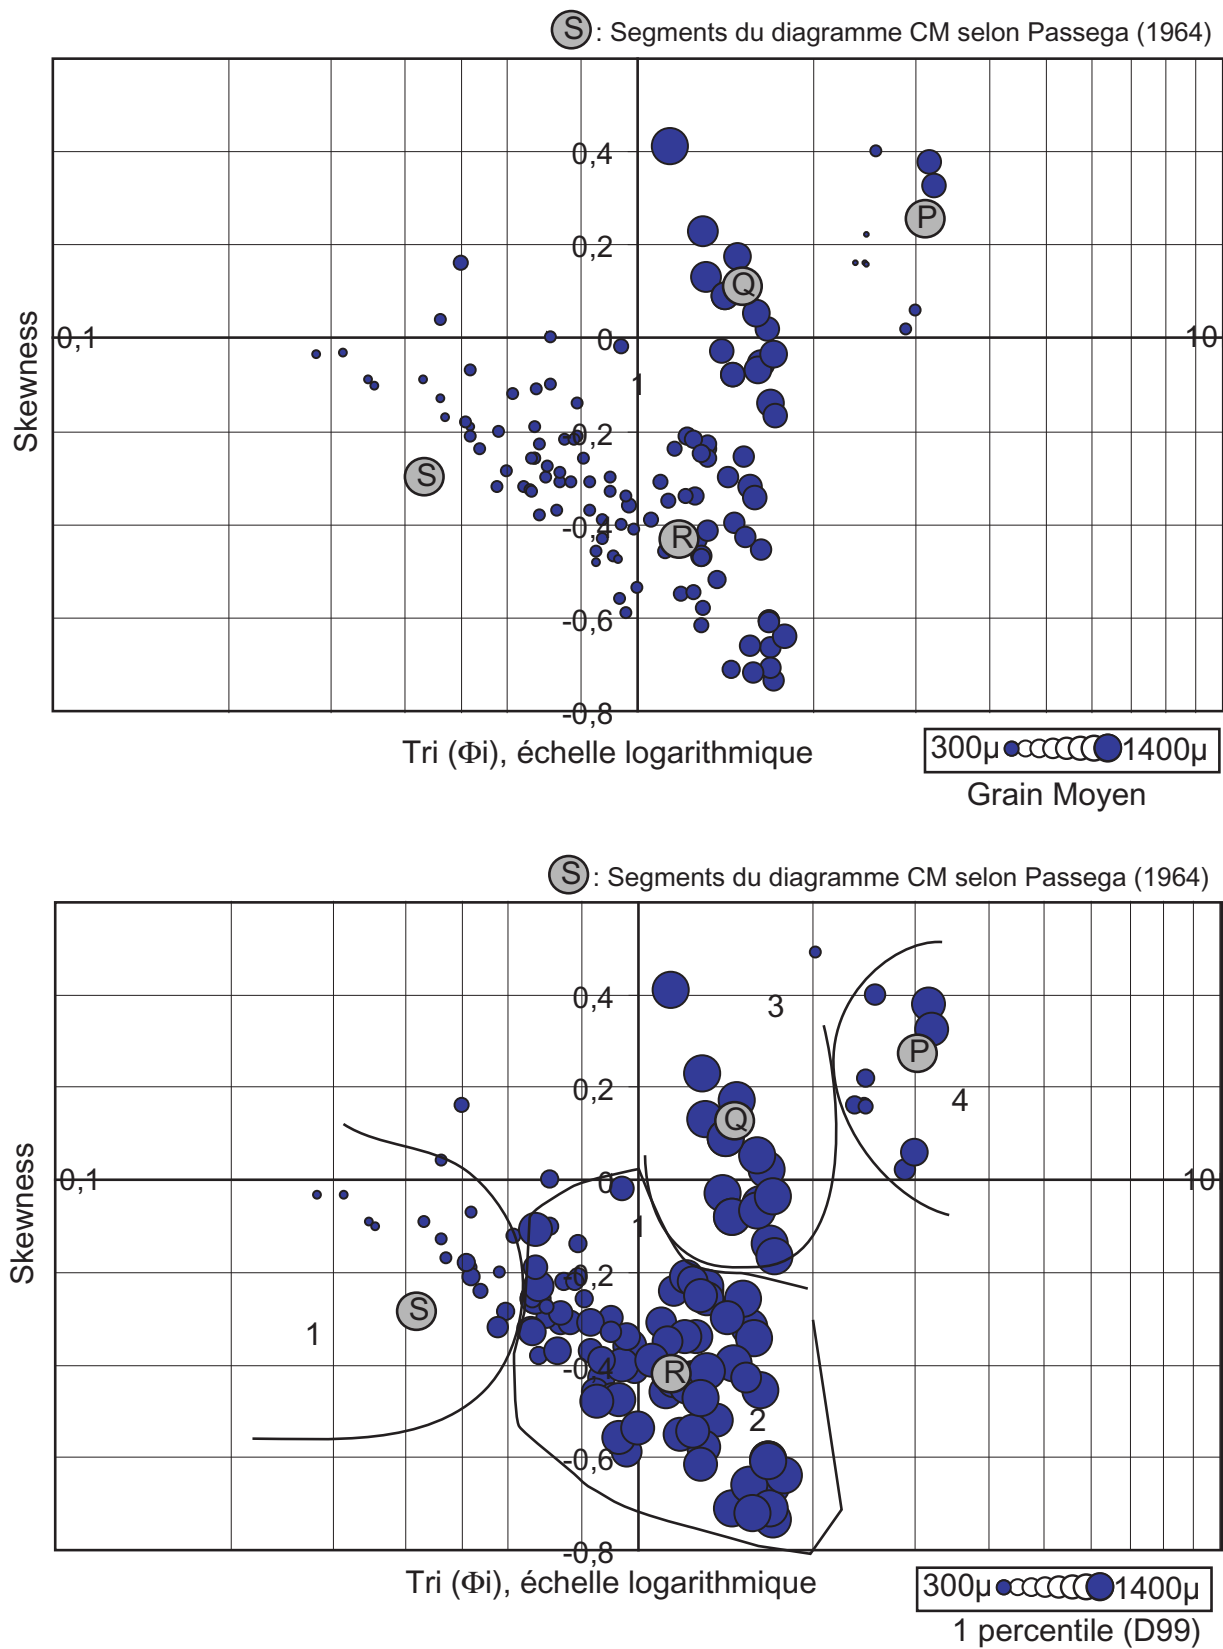 S : Segments du diagramme CM selon Passega (1964)
0,4
P
0,2
Q
0,1
0
10
Skewness
1
-0,2
S
-0,4
R
-0,6
-0,8
Tri (Φi), échelle logarithmique
300µ 1400µ
Grain Moyen
S : Segments du diagramme CM selon Passega (1964)
0,4
3
P
0,2
4
Q
0,1
0
10
Skewness
1
-0,2
S
1
-0,4
R
2
-0,6
-0,8
Tri (Φi), échelle logarithmique
300µ 1400µ
1 percentile (D99)